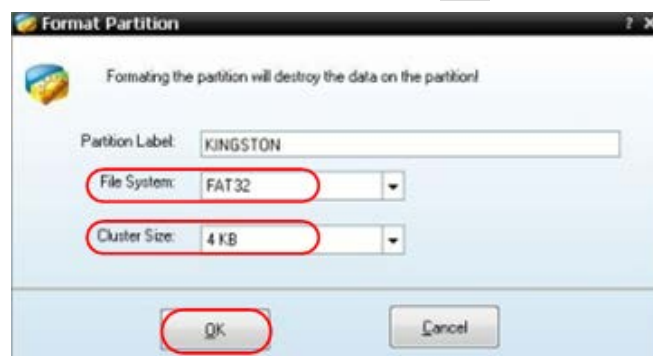 Format Partition ? X
Formating the partition will destroy the data on the partition!
Partition Label: KINGSTON
File System: FAT32
Cluster Size: 4 KB
OK Cancel